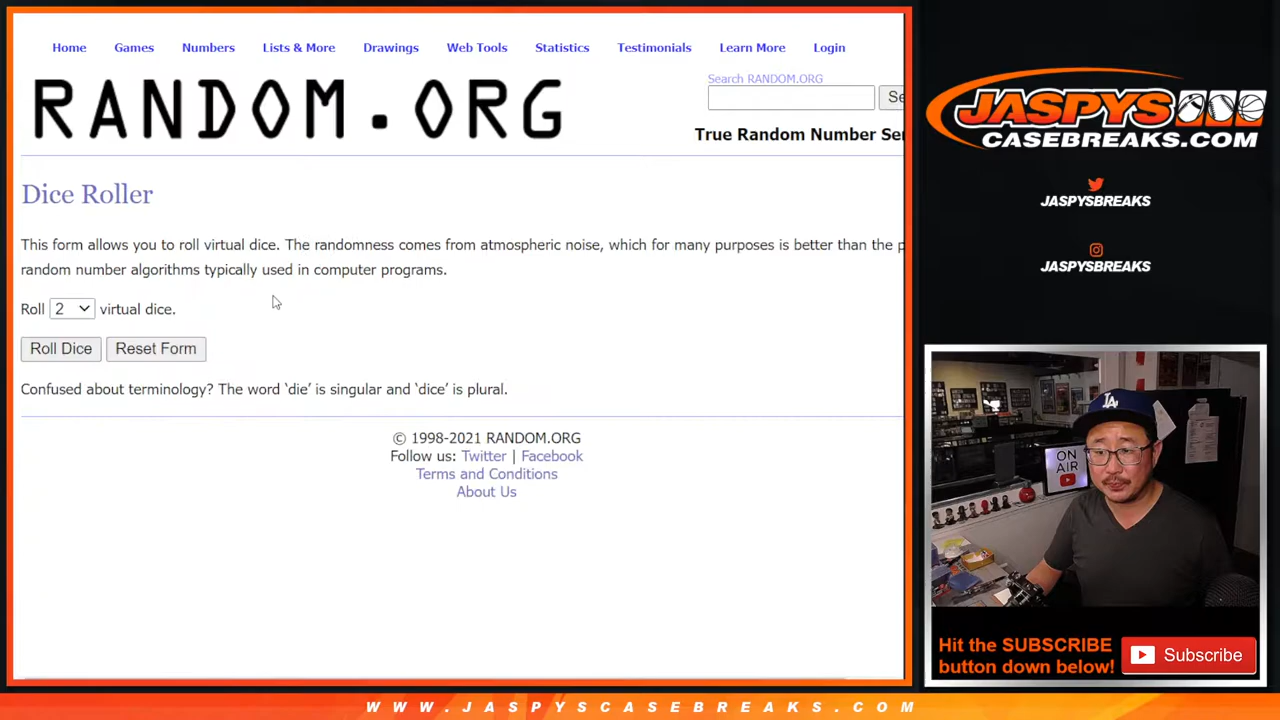 Home Games Numbers Lists & More Drawings Web Tools Statistics Testimonials Learn More Login
RANDOM.ORG
Search RANDOM.ORG
Se
True Random Number Ser
Dice Roller
This form allows you to roll virtual dice. The randomness comes from atmospheric noise, which for many purposes is better than the p
random number algorithms typically used in computer programs.
Roll 2 virtual dice.
Roll Dice Reset Form
Confused about terminology? The word ‘die’ is singular and ‘dice’ is plural.
© 1998-2021 RANDOM.ORG
Follow us: Twitter | Facebook
Terms and Conditions
About Us
JASPYS
CASEBREAKS.COM
JASPYSBREAKS
JASPYSBREAKS
LA
ON
AIR
Hit the SUBSCRIBE
button down below!
Subscribe
WWW.JASPYSCASEBREAKS.COM